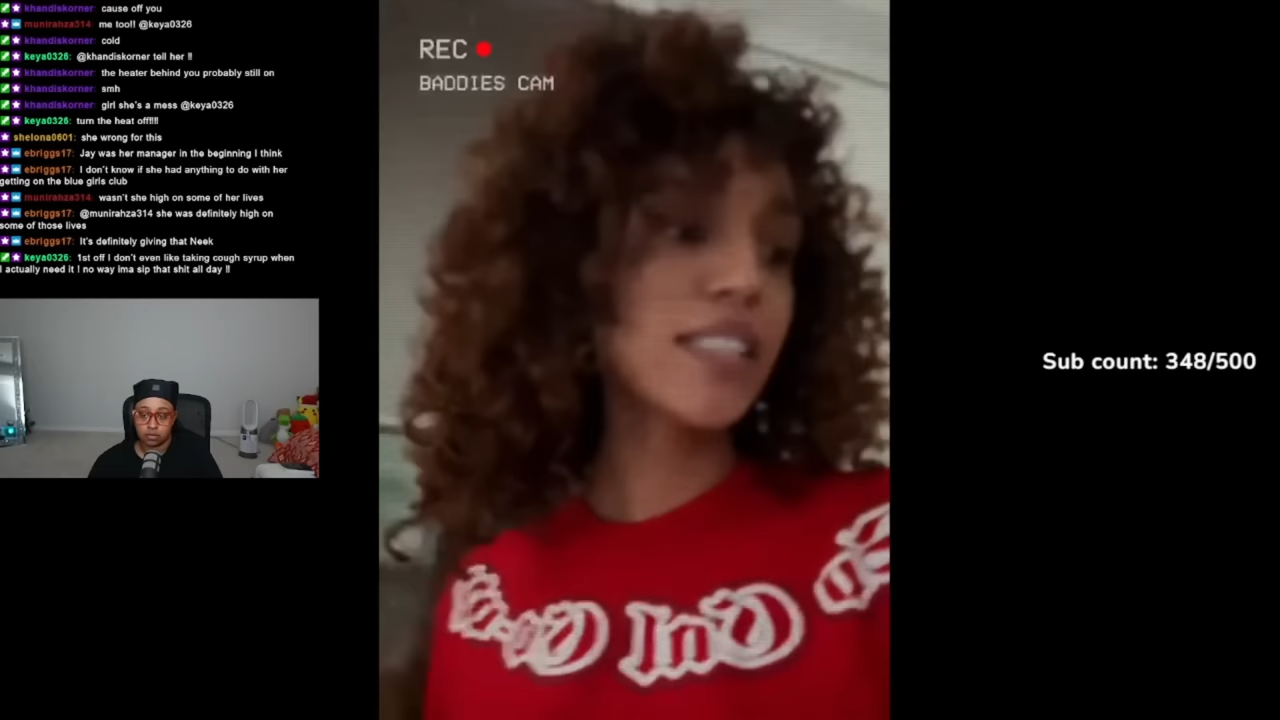 khandiskorner: cause off you
munirahza314: me too!! @keya0326
khandiskorner: cold
keya0326: @khandiskorner tell her !!
khandiskorner: the heater behind you probably still on
khandiskorner: smh
khandiskorner: girl she's a mess @keya0326
keya0326: turn the heat off!!!!
shelona0601: she wrong for this
ebriggs17: Jay was her manager in the beginning I think
ebriggs17: I don't know if she had anything to do with her
getting on the blue girls club
munirahza314: wasn't she high on some of her lives
ebriggs17: @munirahza314 she was definitely high on
some of those lives
ebriggs17: It's definitely giving that Neek
keya0326: 1st off I don't even like taking cough syrup when
I actually need it ! no way Ima sip that shit all day !!
REC
BADDIES CAM
Sub count: 348/500